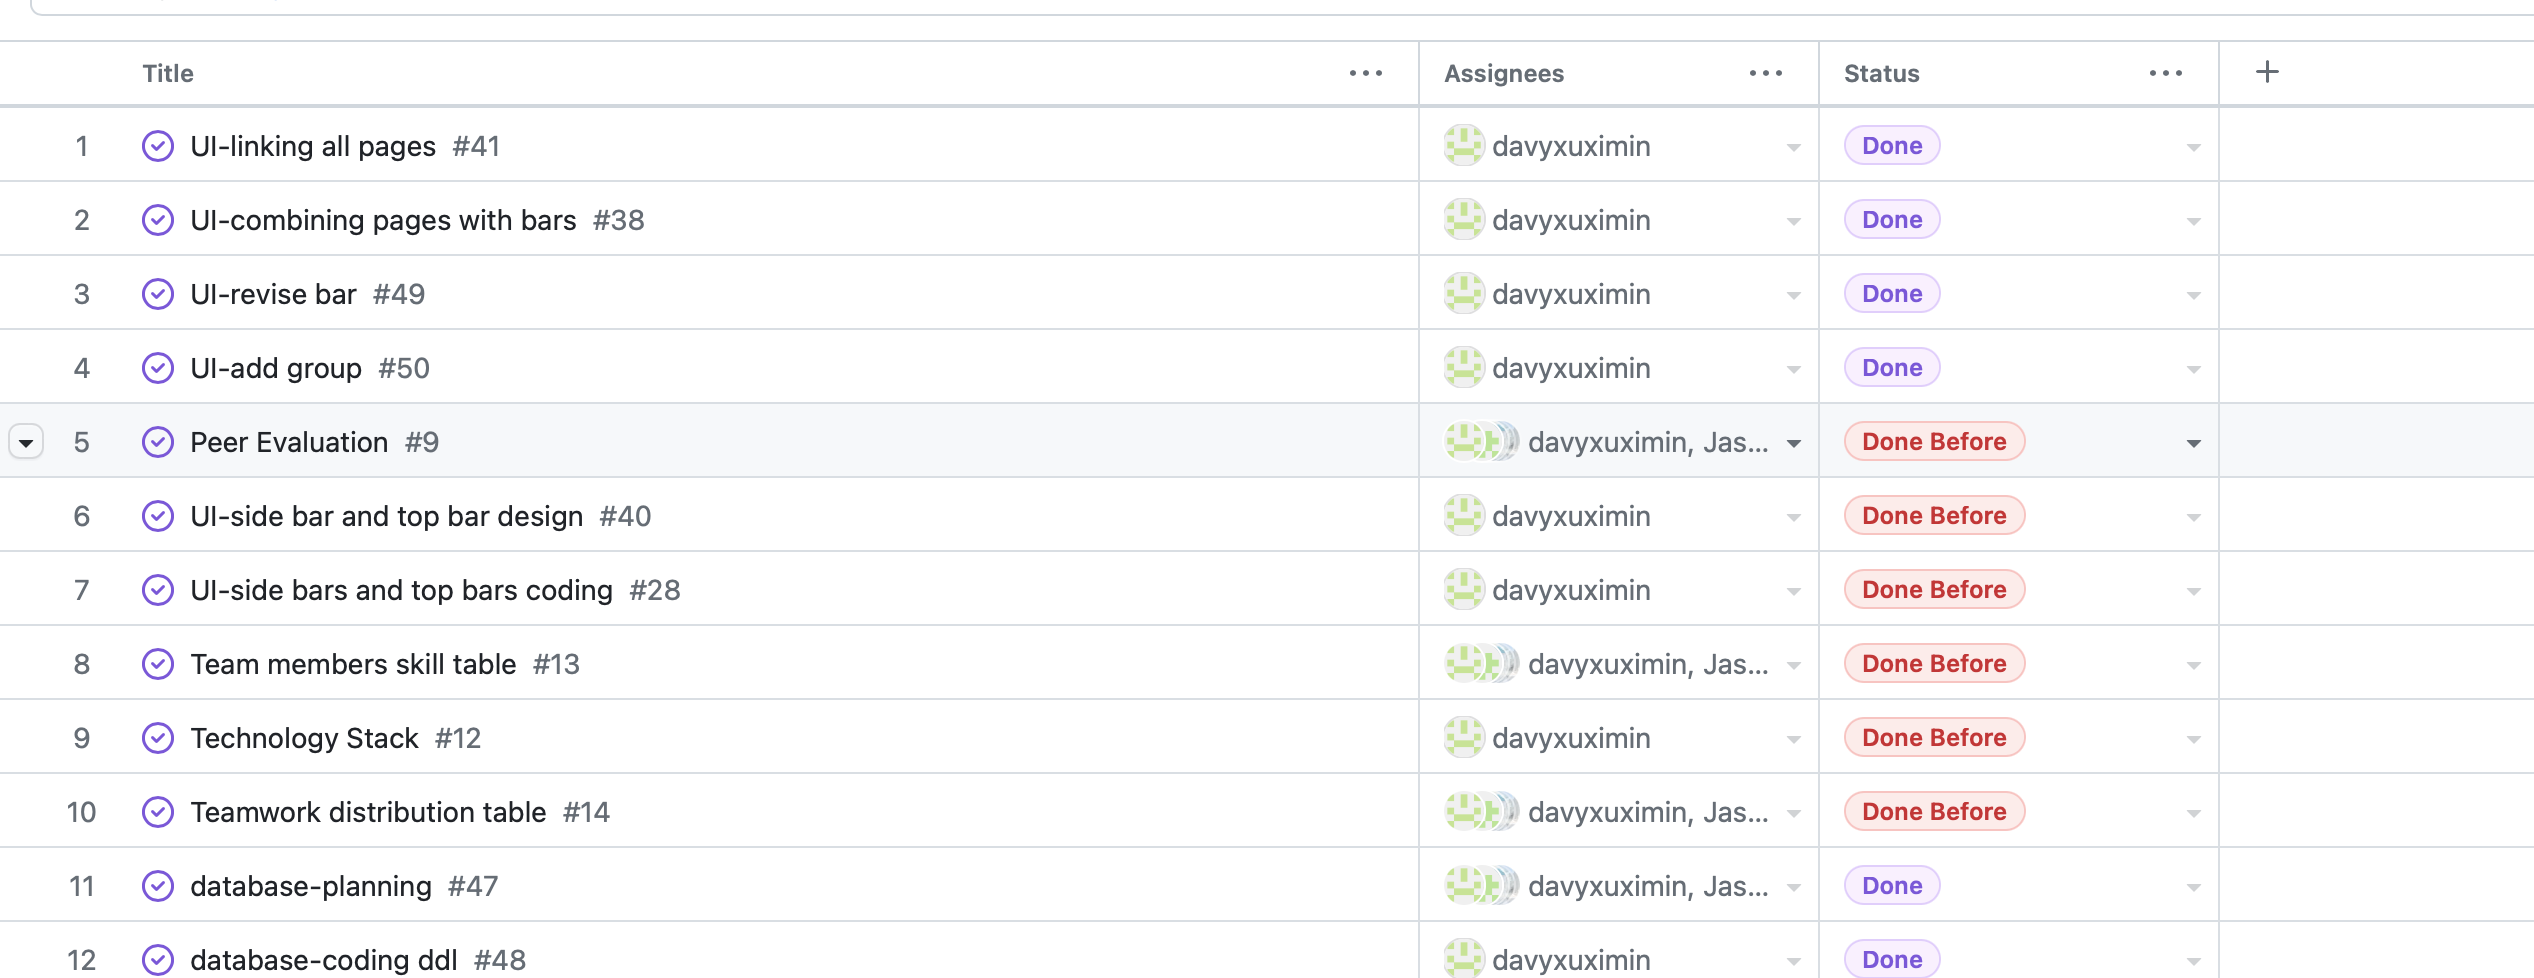 Title ... Assignees ... Status ... +
1 UI-linking all pages #41 davyxuximin Done
2 UI-combining pages with bars #38 davyxuximin Done
3 UI-revise bar #49 davyxuximin Done
4 UI-add group #50 davyxuximin Done
5 Peer Evaluation #9 davyxuximin, Jas... Done Before
6 UI-side bar and top bar design #40 davyxuximin Done Before
7 UI-side bars and top bars coding #28 davyxuximin Done Before
8 Team members skill table #13 davyxuximin, Jas... Done Before
9 Technology Stack #12 davyxuximin Done Before
10 Teamwork distribution table #14 davyxuximin, Jas... Done Before
11 database-planning #47 davyxuximin, Jas... Done
12 database-coding ddl #48 davyxuximin Done